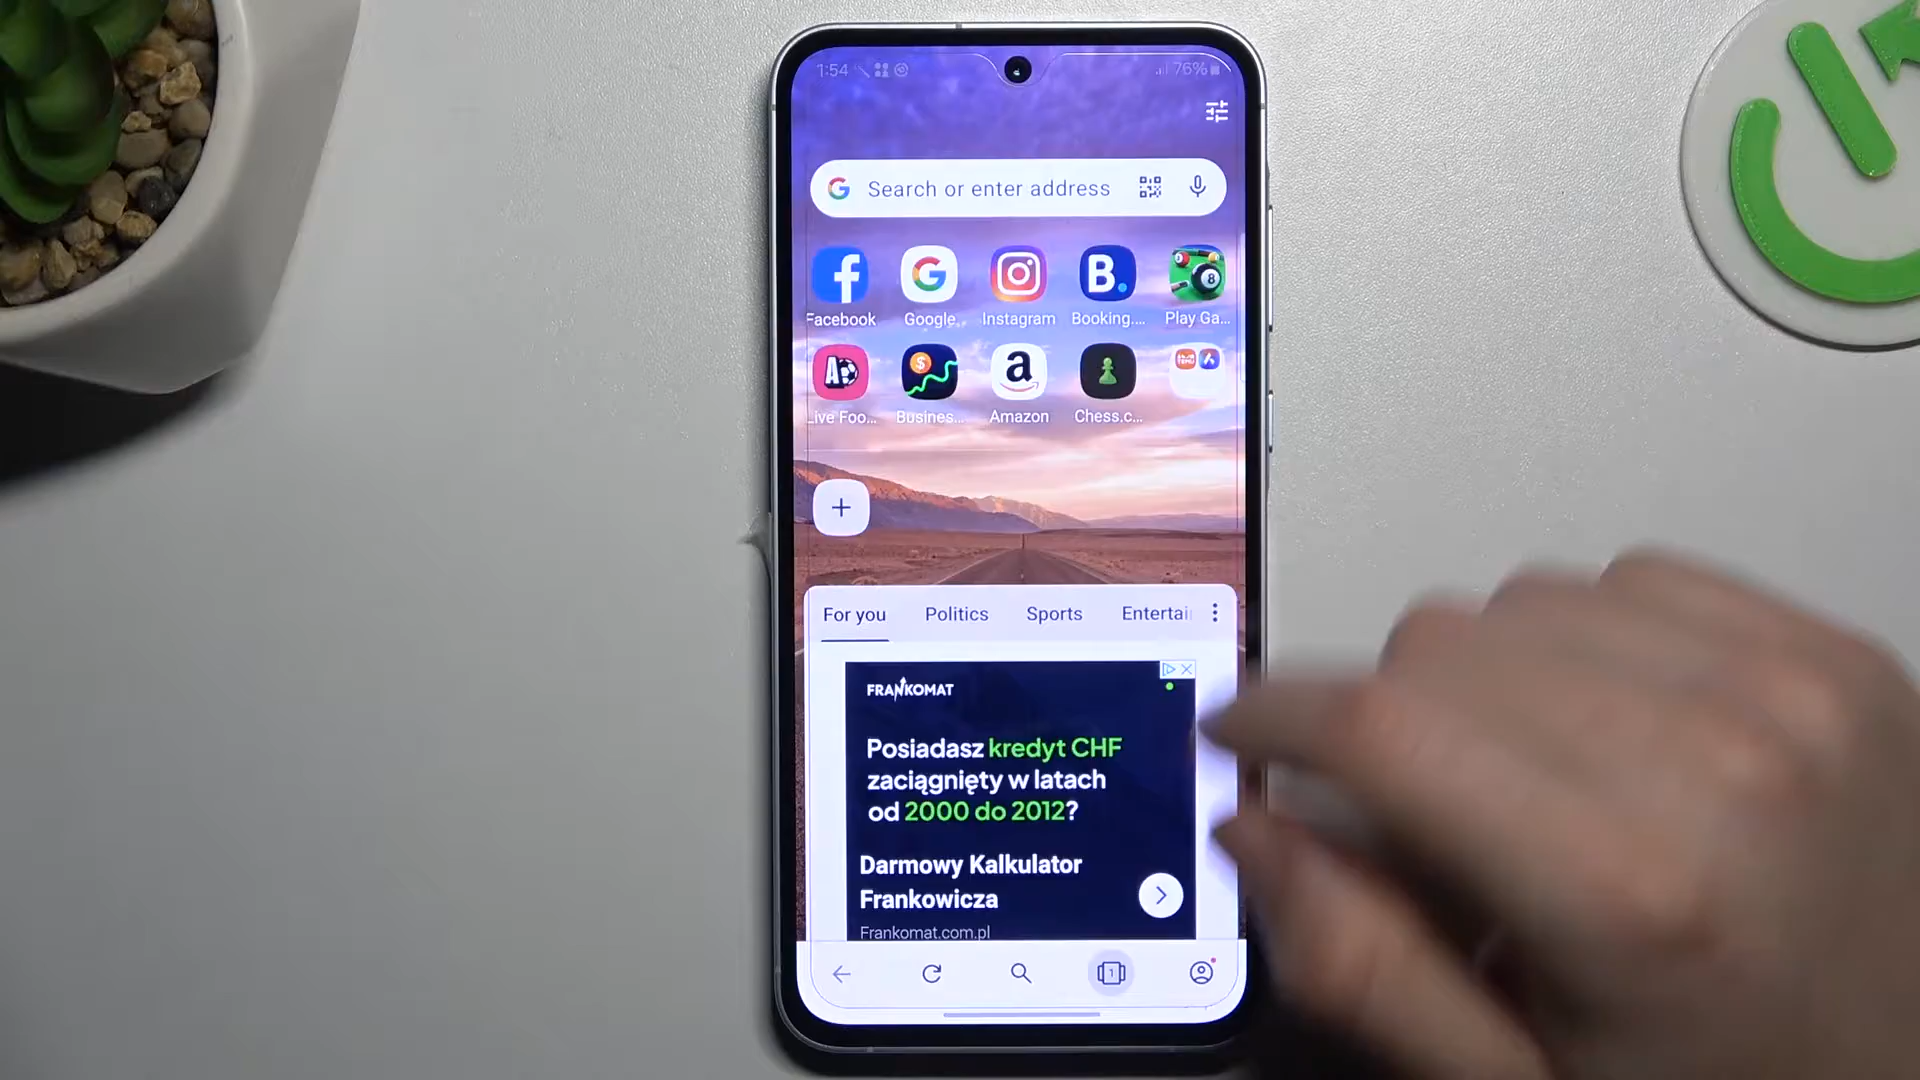 1:54
76%
Search or enter address
Facebook Google.. Instagram Booking.... Play Ga...
Live Foo... Busines... Amazon Chess.c...
For you Politics Sports Entertai
FRANKOMAT
Posiadasz kredyt CHF
zaciągnięty w latach
od 2000 do 2012?
Darmowy Kalkulator
Frankowicza
Frankomat.com.pl
1